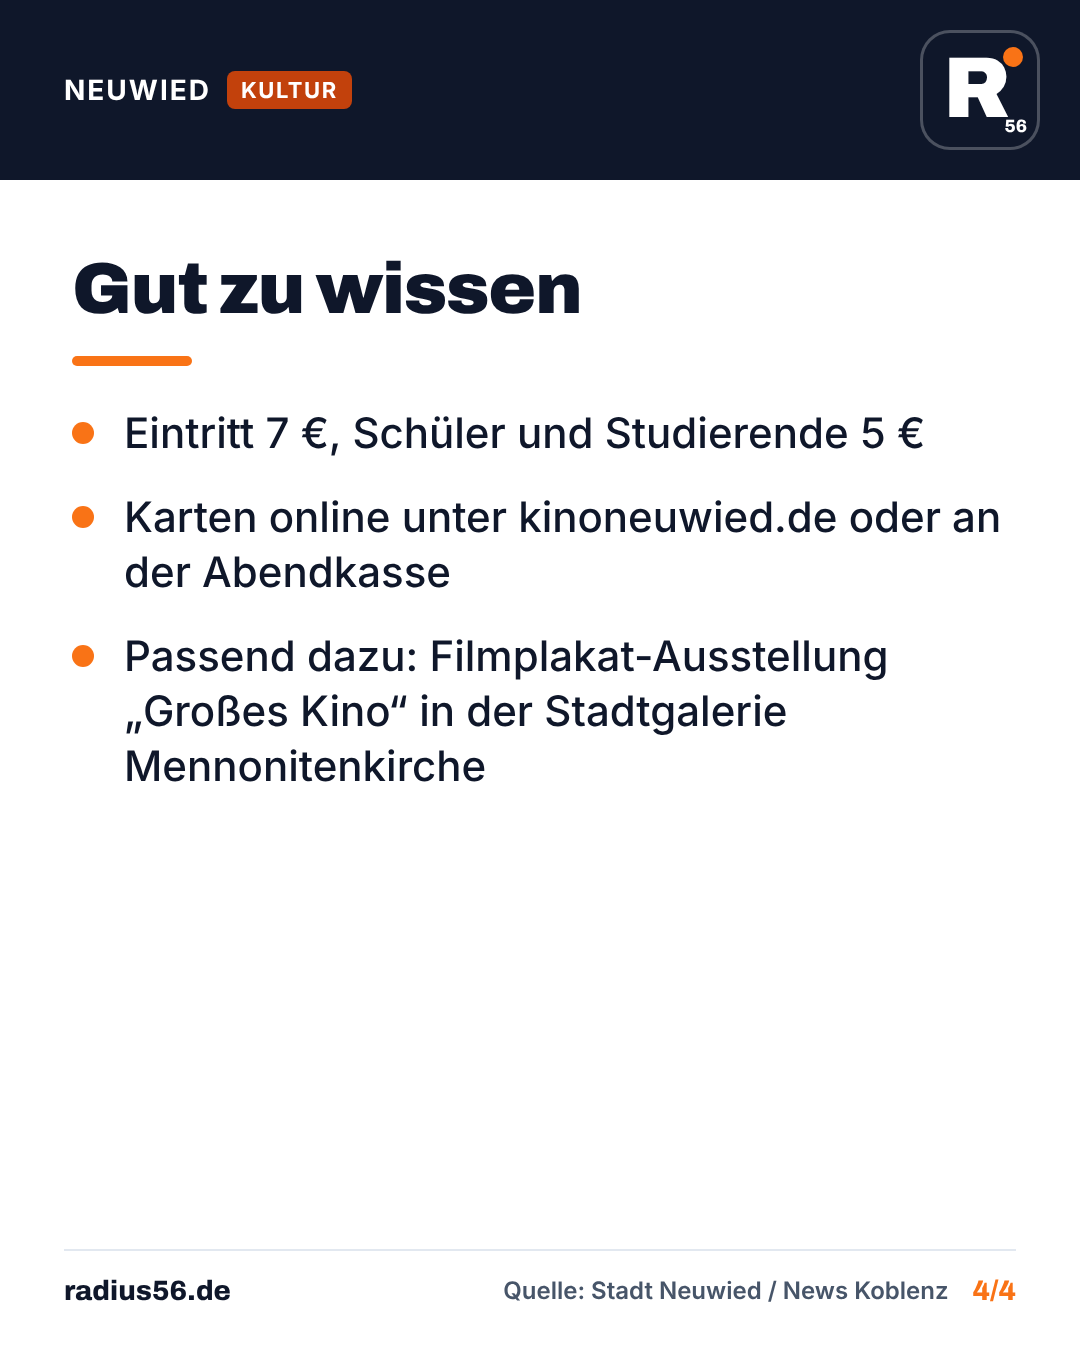 NEUWIED KULTUR
R
56
Gut zu wissen
Eintritt 7 €, Schüler und Studierende 5 €
Karten online unter kinoneuwied.de oder an
der Abendkasse
Passend dazu: Filmplakat-Ausstellung
„Großes Kino“ in der Stadtgalerie
Mennonitenkirche
radius56.de Quelle: Stadt Neuwied / News Koblenz 4/4